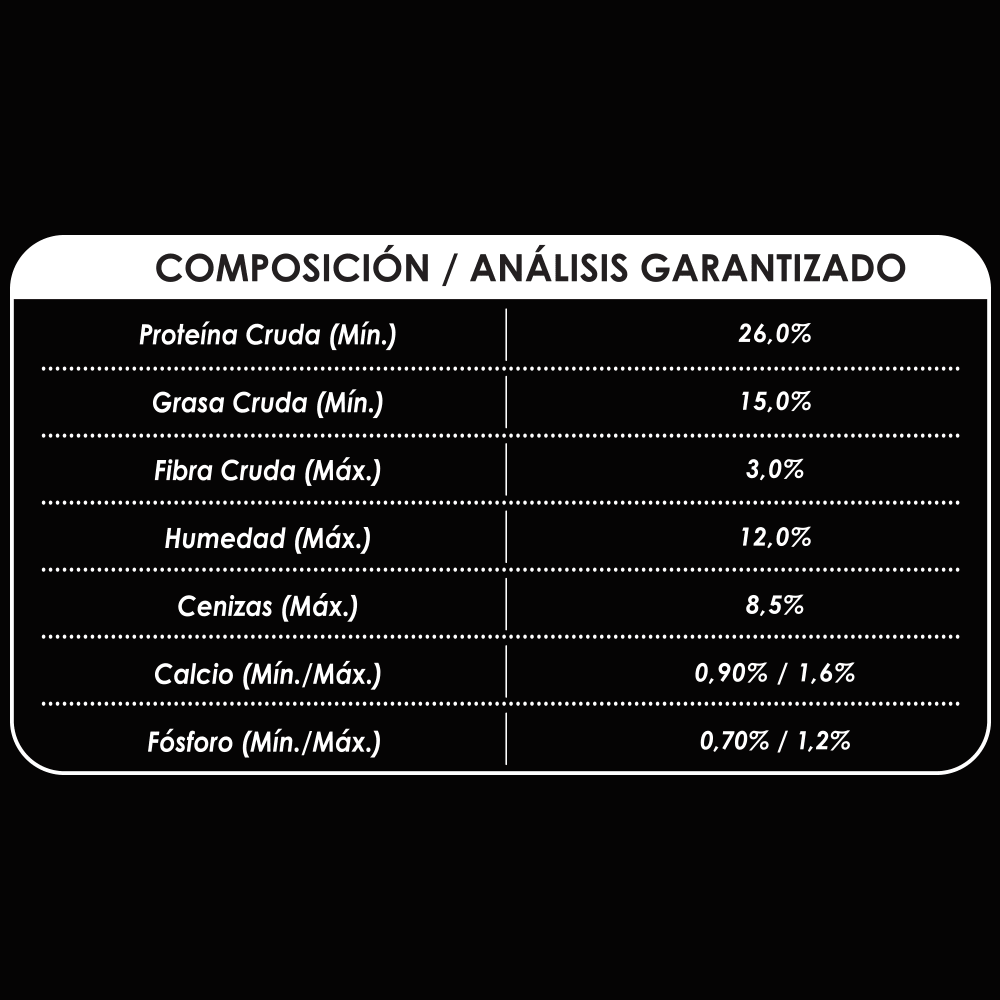 COMPOSICIÓN / ANÁLISIS GARANTIZADO
Proteína Cruda (Mín.) 26,0%
Grasa Cruda (Mín.) 15,0%
Fibra Cruda (Máx.) 3,0%
Humedad (Máx.) 12,0%
Cenizas (Máx.) 8,5%
Calcio (Mín./Máx.) 0,90% / 1,6%
Fósforo (Mín./Máx.) 0,70% / 1,2%